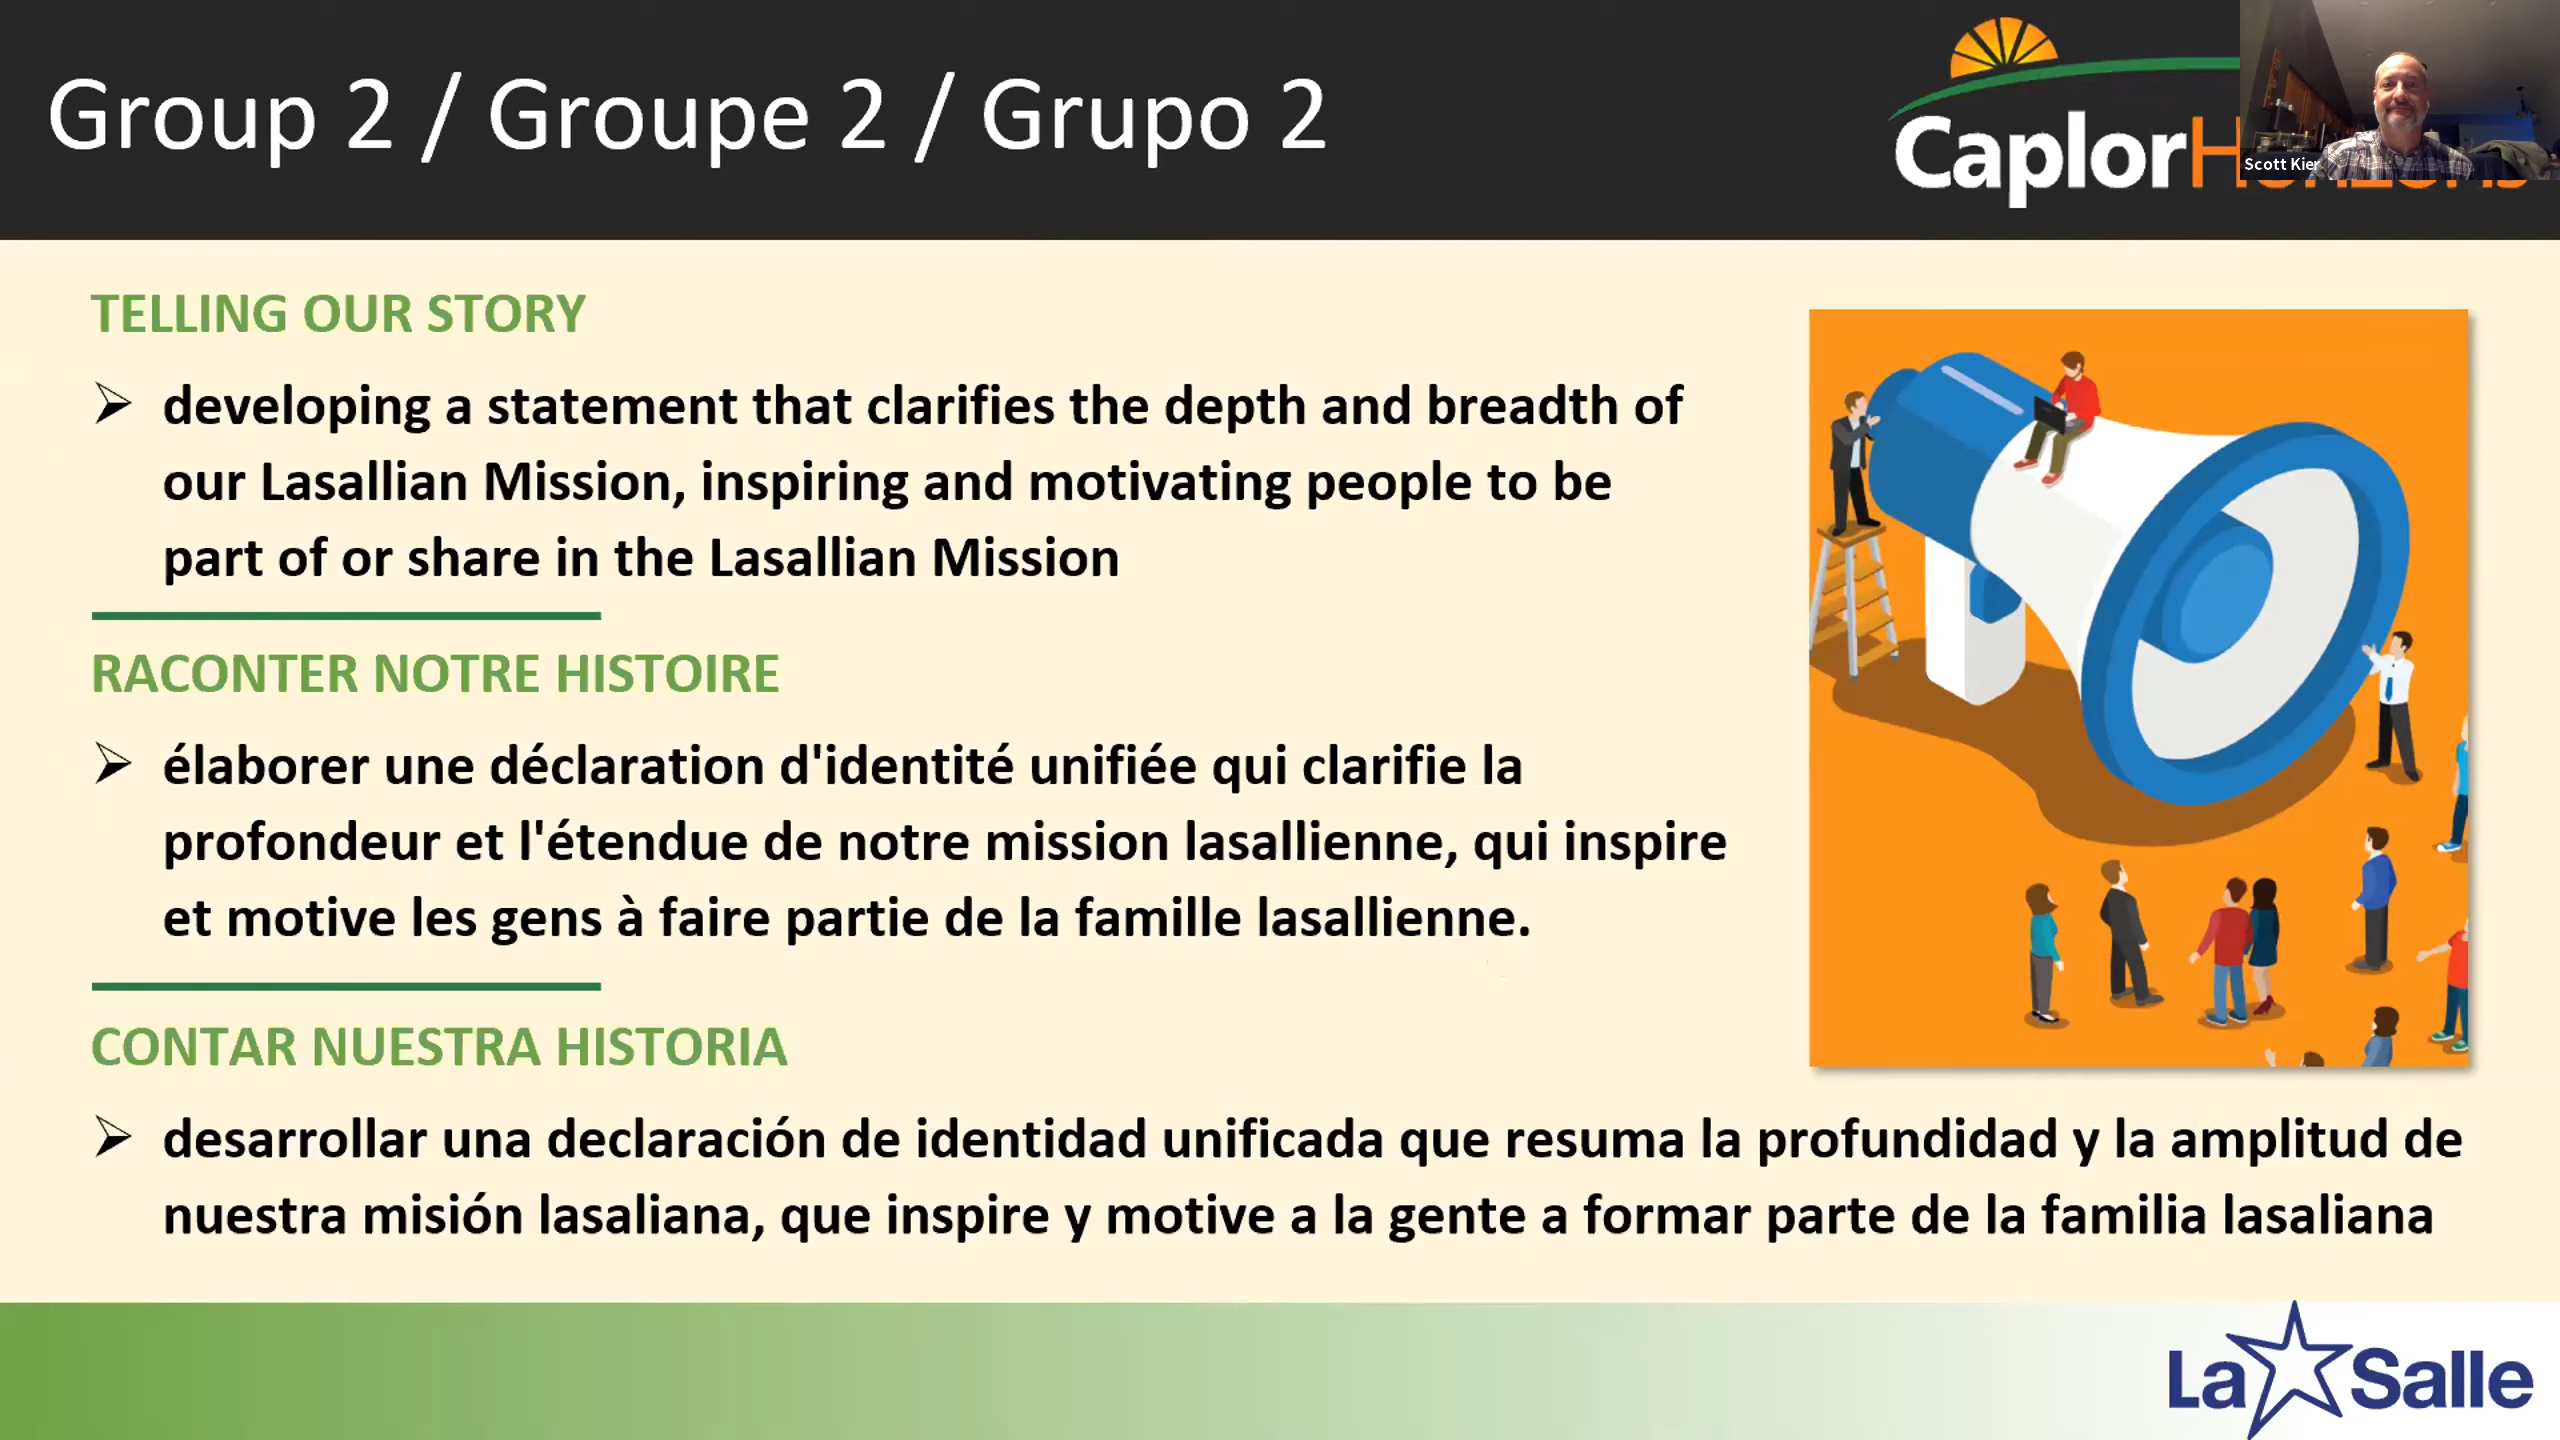 Group 2 / Groupe 2 / Grupo 2
Caplor
Scott Kier
TELLING OUR STORY
➢ developing a statement that clarifies the depth and breadth of
our Lasallian Mission, inspiring and motivating people to be
part of or share in the Lasallian Mission
RACONTER NOTRE HISTOIRE
➢ élaborer une déclaration d'identité unifiée qui clarifie la
profondeur et l'étendue de notre mission lasallienne, qui inspire
et motive les gens à faire partie de la famille lasallienne.
CONTAR NUESTRA HISTORIA
➢ desarrollar una declaración de identidad unificada que resuma la profundidad y la amplitud de
nuestra misión lasaliana, que inspire y motive a la gente a formar parte de la familia lasaliana
La Salle